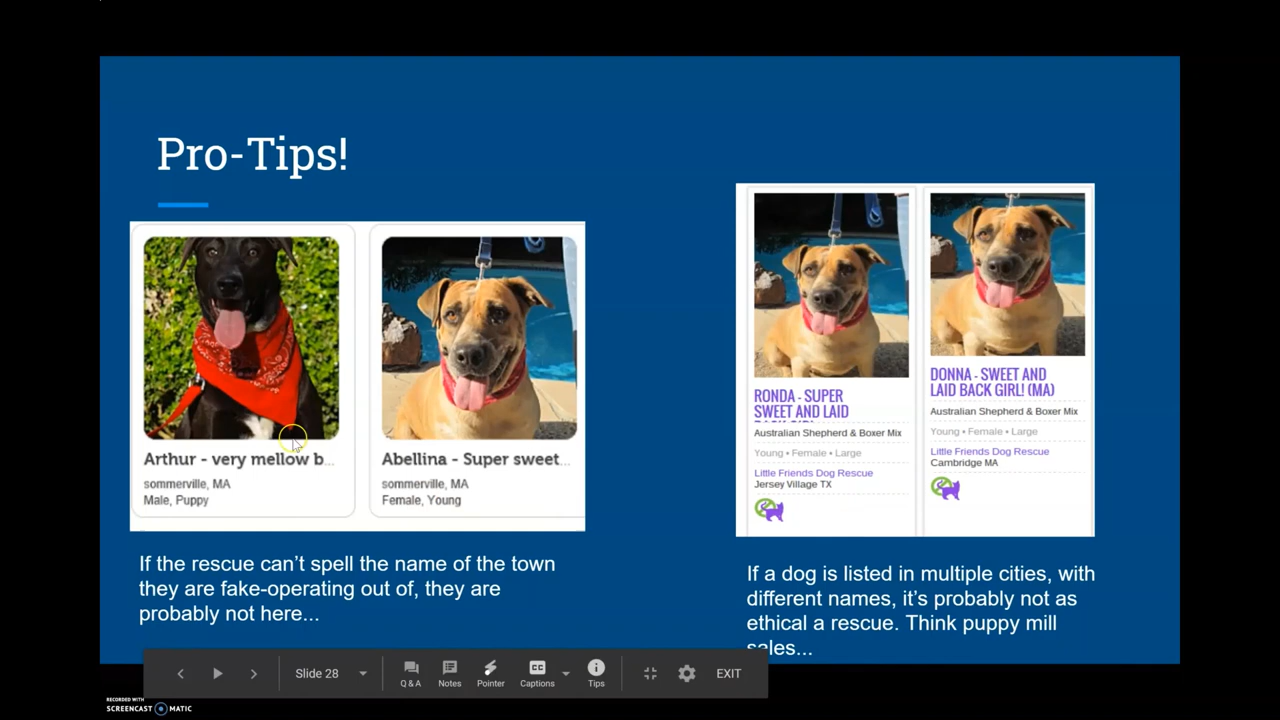 Pro-Tips!
Arthur - very mellow b...
sommerville, MA
Male, Puppy
Abellina - Super sweet...
sommerville, MA
Female, Young
If the rescue can't spell the name of the town
they are fake-operating out of, they are
probably not here...
RONDA - SUPER
SWEET AND LAID
BACK GIRL
Australian Shepherd & Boxer Mix
Young • Female • Large
Little Friends Dog Rescue
Jersey Village TX
DONNA - SWEET AND
LAID BACK GIRL! (MA)
Australian Shepherd & Boxer Mix
Young • Female • Large
Little Friends Dog Rescue
Cambridge MA
If a dog is listed in multiple cities, with
different names, it's probably not as
ethical a rescue. Think puppy mill
sales...
Slide 28
Q & A
Notes
Pointer
CC
Captions
Tips
EXIT
RECORDED WITH
SCREENCAST MATIC